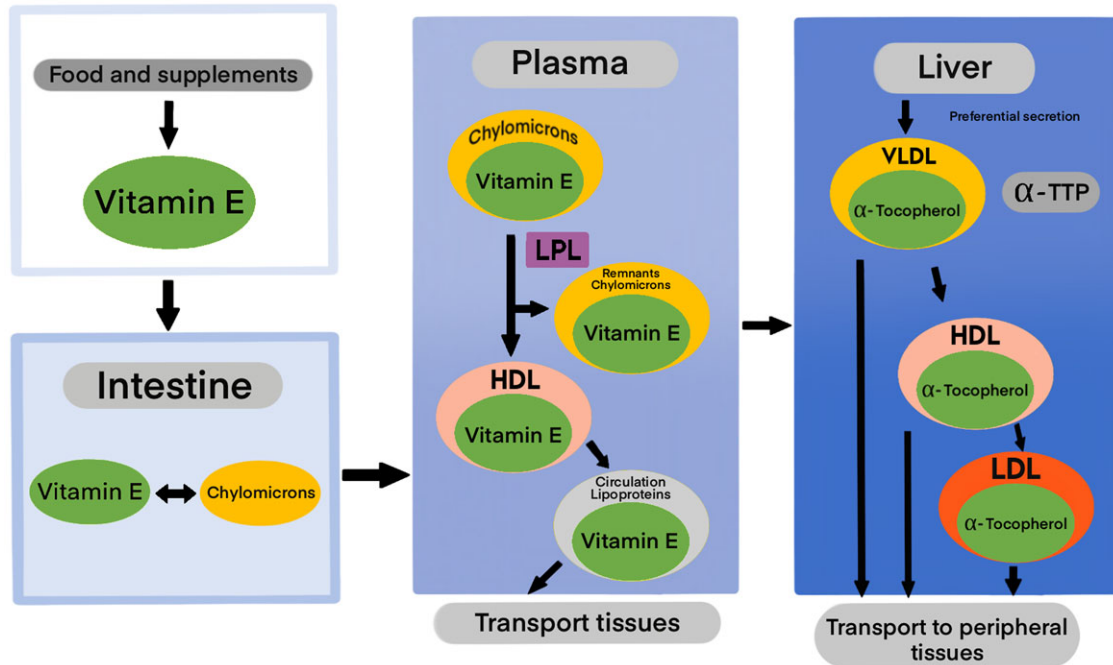 Food and supplements
Vitamin E
Intestine
Vitamin E
Chylomicrons
Plasma
Chylomicrons
Vitamin E
LPL
Remnants
Chylomicrons
Vitamin E
HDL
Vitamin E
Circulation
Lipoproteins
Vitamin E
Transport tissues
Liver
Preferential secretion
VLDL
α-Tocopherol
α-TTP
HDL
α-Tocopherol
LDL
α-Tocopherol
Transport to peripheral
tissues